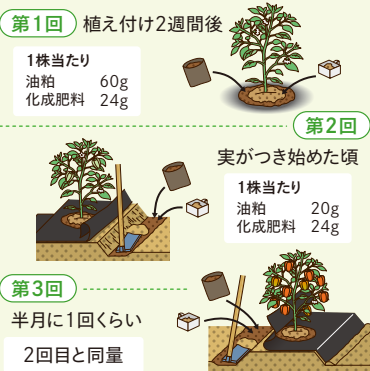 第1回 植え付け2週間後
1株当たり
油粕 60g
化成肥料 24g
第2回
実がつき始めた頃
1株当たり
油粕 20g
化成肥料 24g
第3回
半月に1回くらい
2回目と同量